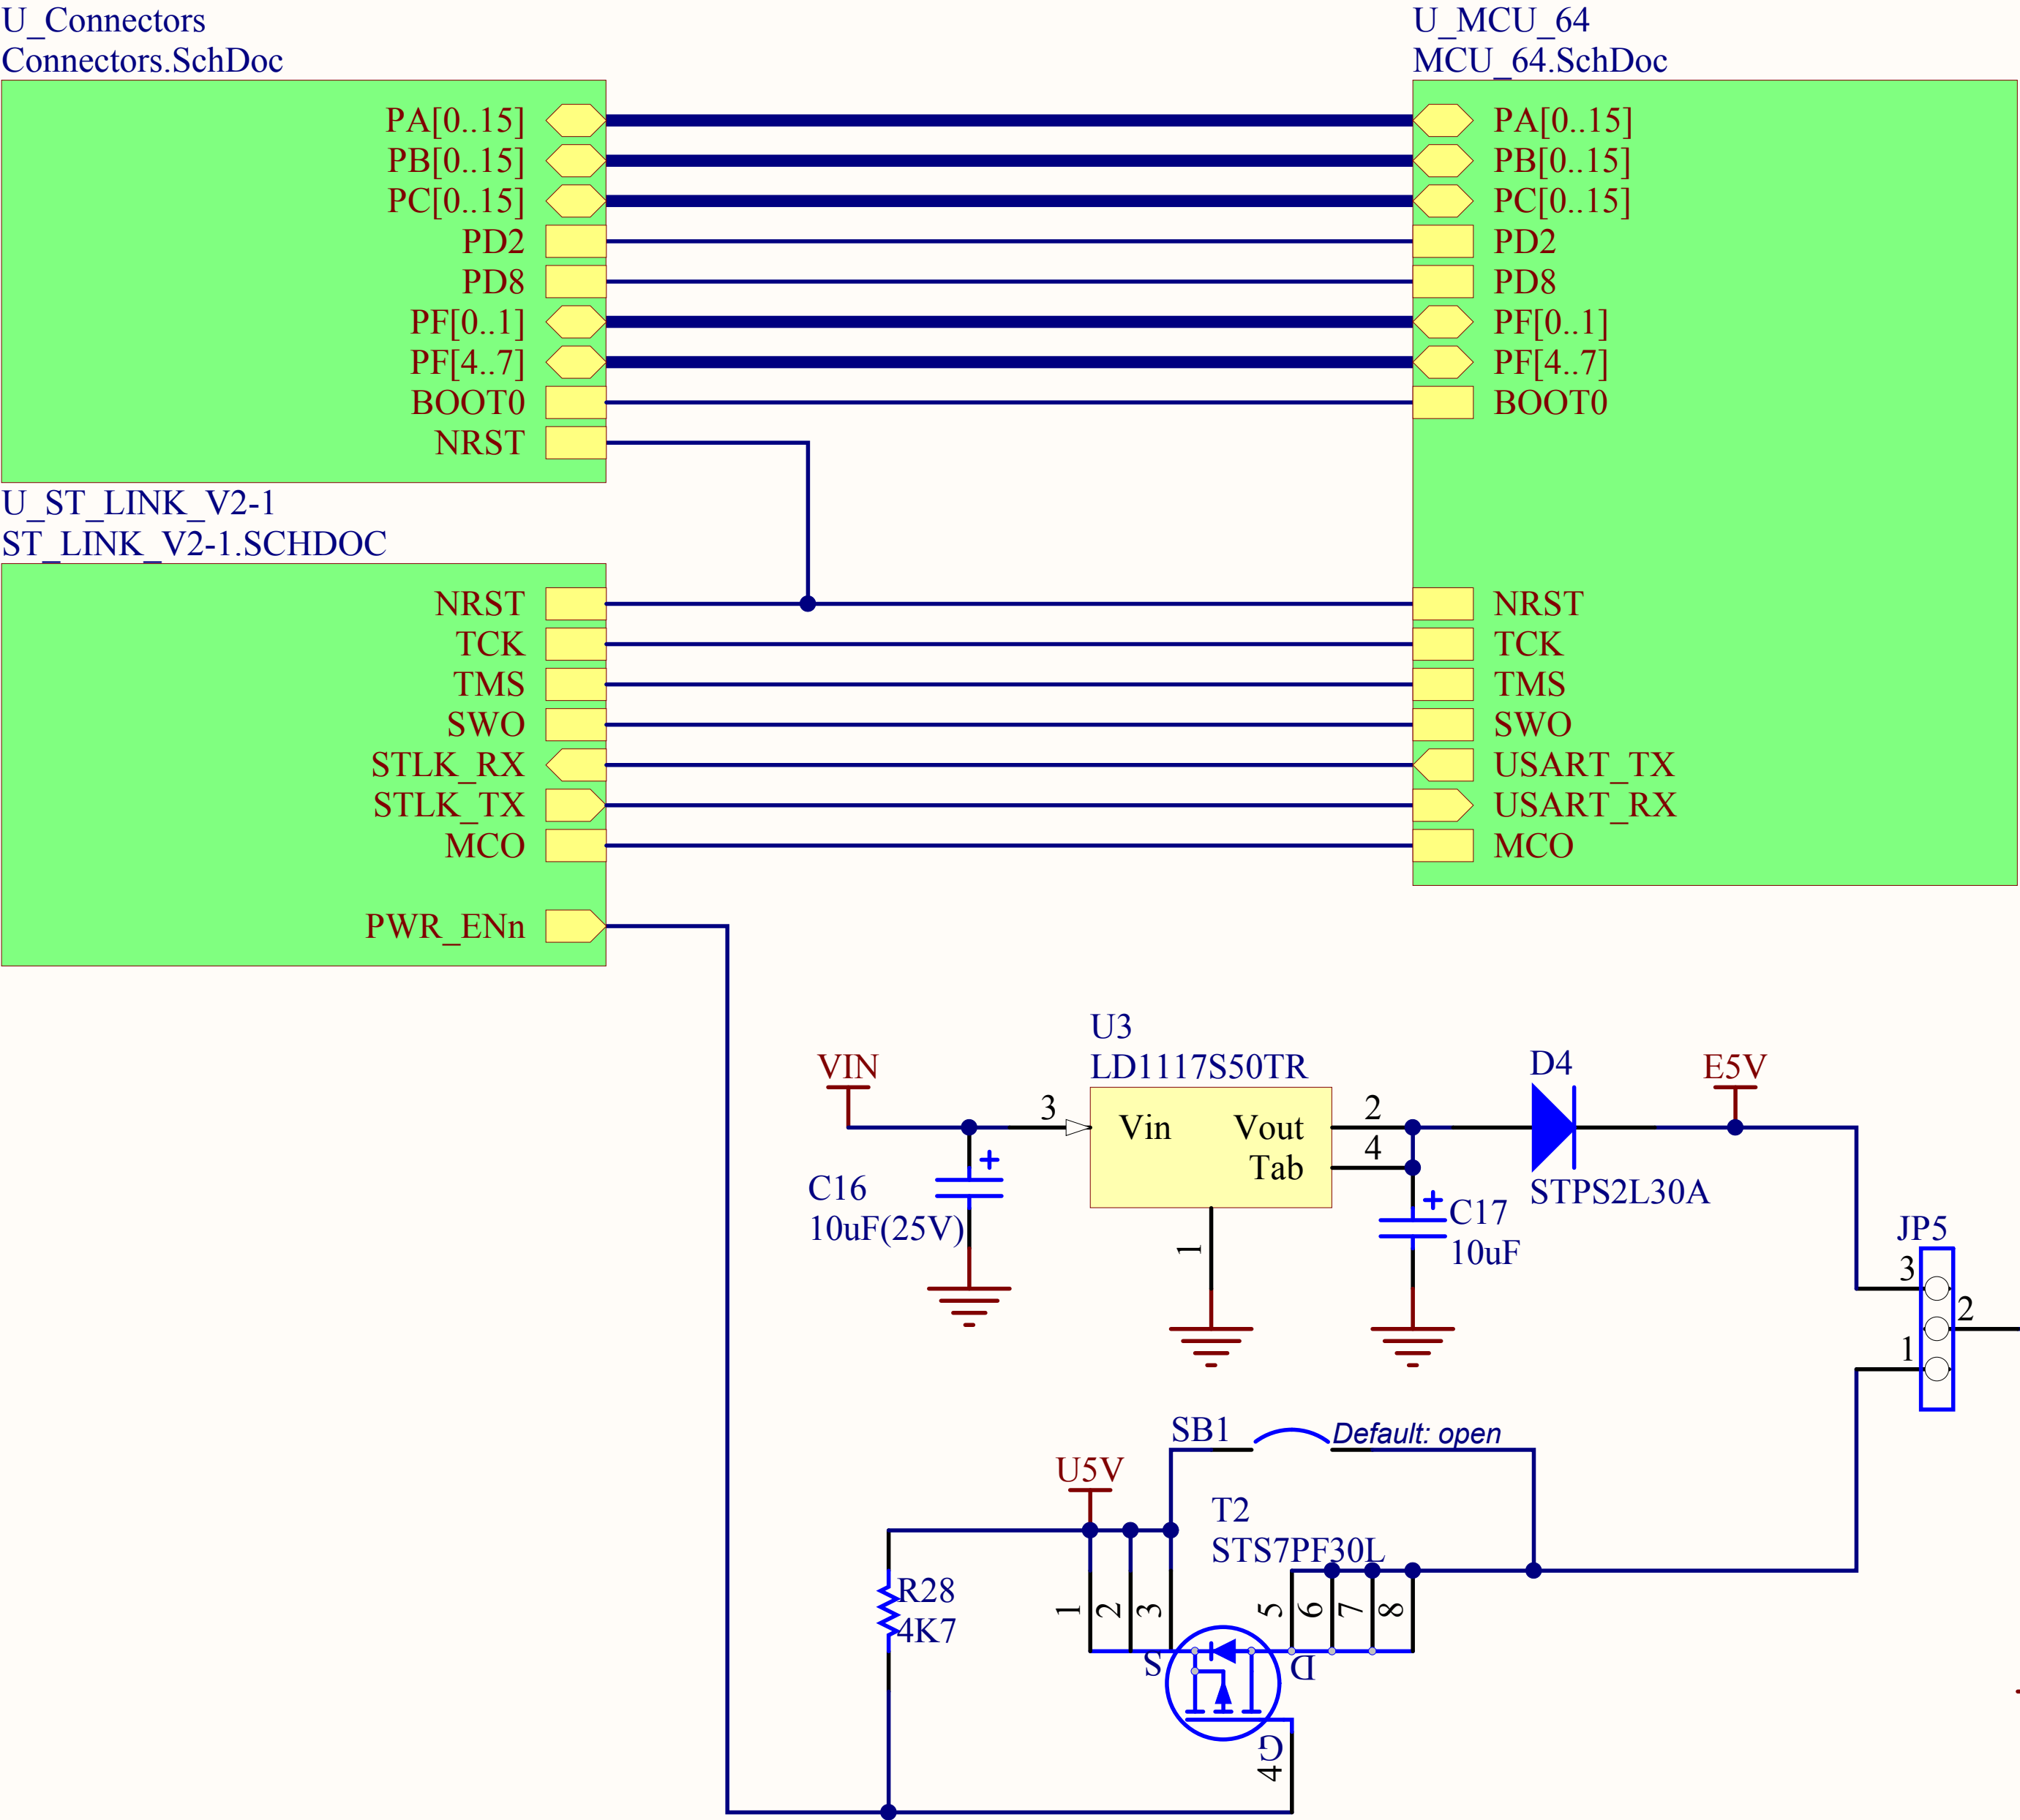 U_Connectors
Connectors.SchDoc
PA[0..15]
PB[0..15]
PC[0..15]
PD2
PD8
PF[0..1]
PF[4..7]
BOOT0
NRST
U_MCU_64
MCU_64.SchDoc
PA[0..15]
PB[0..15]
PC[0..15]
PD2
PD8
PF[0..1]
PF[4..7]
BOOT0
NRST
TCK
TMS
SWO
USART_TX
USART_RX
MCO
U_ST_LINK_V2-1
ST_LINK_V2-1.SCHDOC
NRST
TCK
TMS
SWO
STLK_RX
STLK_TX
MCO
PWR_ENn
VIN
C16
10uF(25V)
U3
LD1117S50TR
3
Vin
Vout
Tab
2
4
1
C17
10uF
D4
STPS2L30A
E5V
JP5
3
2
1
SB1
Default: open
U5V
T2
STS7PF30L
R28
4K7
1
2
3
5
6
7
8
S
D
G
4